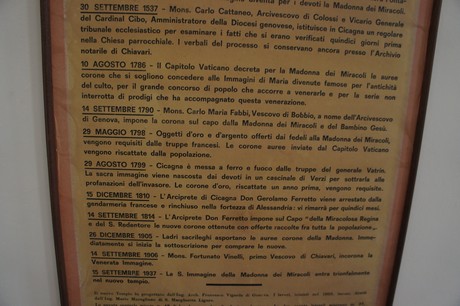 30 SETTEMBRE 1537 - Mons. Carlo Cattaneo, Arcivescovo di Colossi e Vicario Generale
del Cardinal Cibo, Amministratore della Diocesi genovese, istituisce in Cicagna un regolare
tribunale ecclesiastico per esaminare i fatti che si erano verificati quindici giorni prima
nella Chiesa parrocchiale. I verbali del processo si conservano ancora presso l'Archivio
notarile di Chiavari.
10 AGOSTO 1786 - Il Capitolo Vaticano decreta per la Madonna dei Miracoli le auree
corone che si sogliono concedere alle Immagini di Maria divenute famose per l'antichità
del culto, per il grande concorso di popolo che accorre a venerarle e per la serie non
interrotta di prodigi che ha accompagnato questa venerazione.
14 SETTEMBRE 1790 - Mons. Carlo Maria Fabbi, Vescovo di Bobbio, a nome dell'Arcivescovo
di Genova, impone la corona sul capo dalla Madonna dei Miracoli e del Bambino Gesù.
29 MAGGIO 1798 - Oggetti d'oro e d'argento offerti dai fedeli alla Madonna dei Miracoli,
vengono requisiti dalle truppe francesi. Le corone auree inviate del Capitolo Vaticano
vengono riscattate dalla popolazione.
29 AGOSTO 1799 - Cicagna è messa a ferro e fuoco dalle truppe del generale Vatrin.
La sacra immagine viene nascosta dai devoti in un cascinale di Verzi per sottrarla alle
profanazioni dell'invasore. Le corone d'oro, riscattate un anno prima, vengono requisite.
15 DICEMBRE 1810 - L'Arciprete di Cicagna Don Gerolamo Ferretto viene arrestato dalla
gendarmeria francese e rinchiuso nella fortezza di Alessandria: vi rimarrà per quindici mesi.
14 SETTEMBRE 1814 - L'Arciprete Don Ferretto impone sul Capo della Miracolosa Regina
e del S. Redentore le nuove corone ottenute con offerte raccolte fra tutta la popolazione...
26 DICEMBRE 1905 - Ladri sacrileghi asportano le auree corone della Madonna. Imme-
diatamente si inizia la sottoscrizione per comprare le nuove.
14 SETTEMBRE 1906 - Mons. Fortunato Vinelli, primo Vescovo di Chiavari, incorona la
Venerata Immagine.
15 SETTEMBRE 1937 - La S. Immagine della Madonna dei Miracoli entra trionfalmente
nel nuovo tempio.